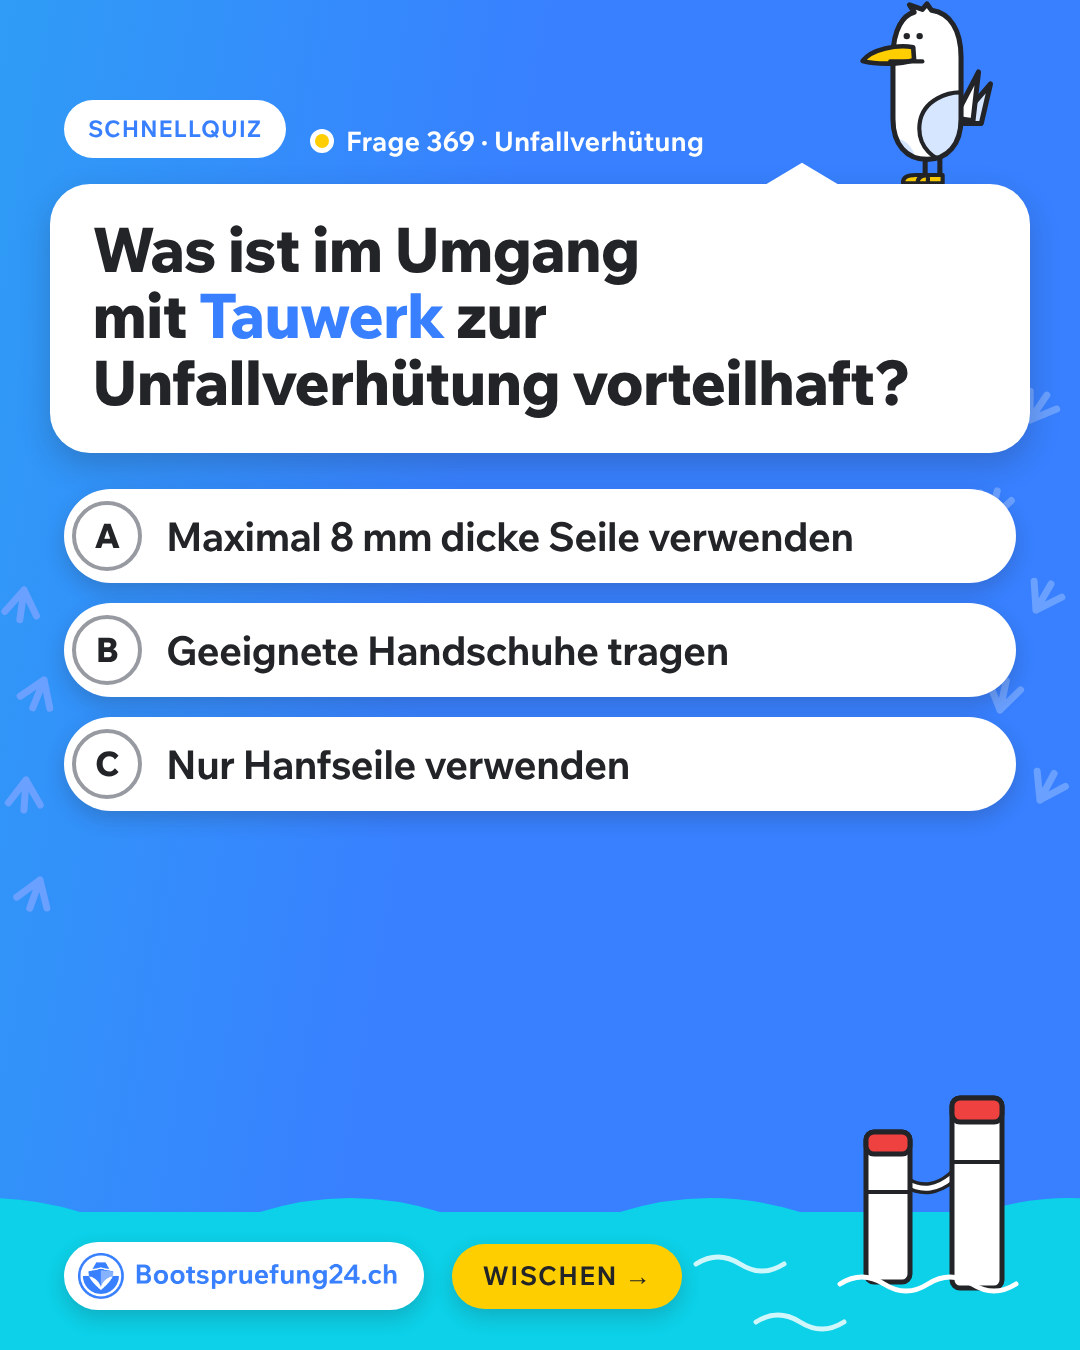 SCHNELLQUIZ
Frage 369 · Unfallverhütung
Was ist im Umgang
mit Tauwerk zur
Unfallverhütung vorteilhaft?
A Maximal 8 mm dicke Seile verwenden
B Geeignete Handschuhe tragen
C Nur Hanfseile verwenden
Bootspruefung24.ch
WISCHEN →